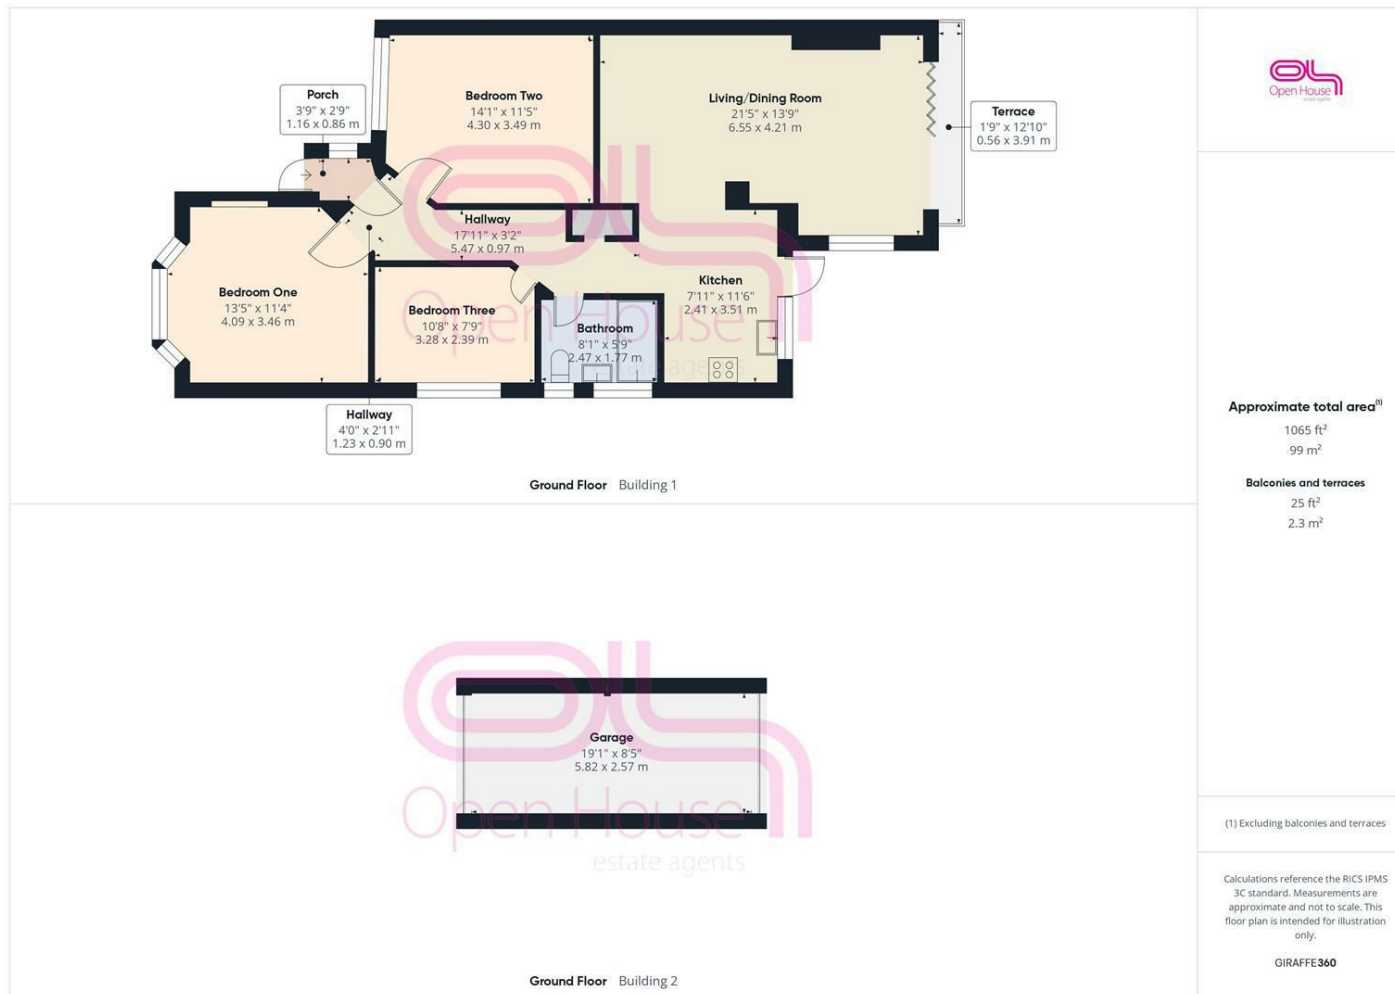 Porch
3'9" x 2'9"
1.16 x 0.86 m
Bedroom Two
14'1" x 11'5"
4.30 x 3.49 m
Living/Dining Room
21'5" x 13'9"
6.55 x 4.21 m
Terrace
1'9" x 12'10"
0.56 x 3.91 m
Hallway
17'11" x 3'2"
5.47 x 0.97 m
Bedroom One
13'5" x 11'4"
4.09 x 3.46 m
Bedroom Three
10'8" x 7'9"
3.28 x 2.39 m
Kitchen
7'11" x 11'6"
2.41 x 3.51 m
Bathroom
8'1" x 5'9"
2.47 x 1.77 m
Hallway
4'0" x 2'11"
1.23 x 0.90 m
Open House
estate agents
Ground Floor Building 1
Garage
19'1" x 8'5"
5.82 x 2.57 m
Open House
estate agents
Ground Floor Building 2
Open House
estate agents
Approximate total area(1)
1065 ft²
99 m²
Balconies and terraces
25 ft²
2.3 m²
(1) Excluding balconies and terraces
Calculations reference the RICS IPMS
3C standard. Measurements are
approximate and not to scale. This
floor plan is intended for illustration
only.
GIRAFFE360